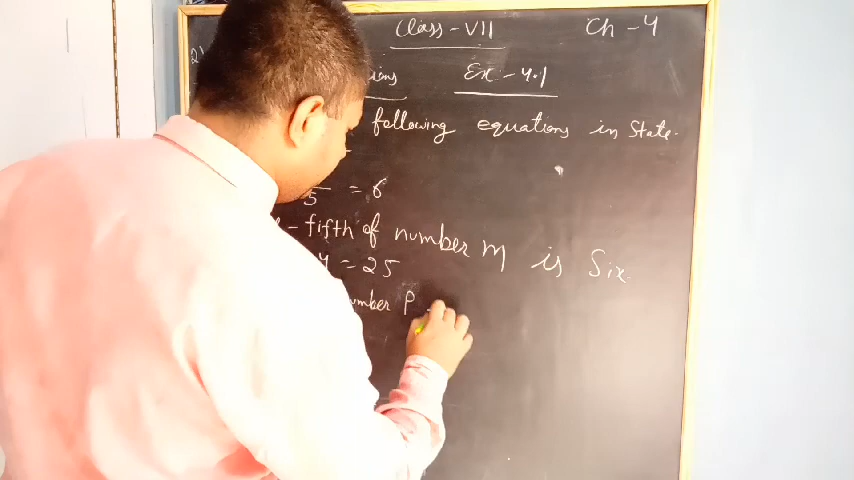 Class - VII Ch - 4
Ex - 4.1
following equations in State.
5 = 6
- fifth of number m is Six.
4 = 25
P